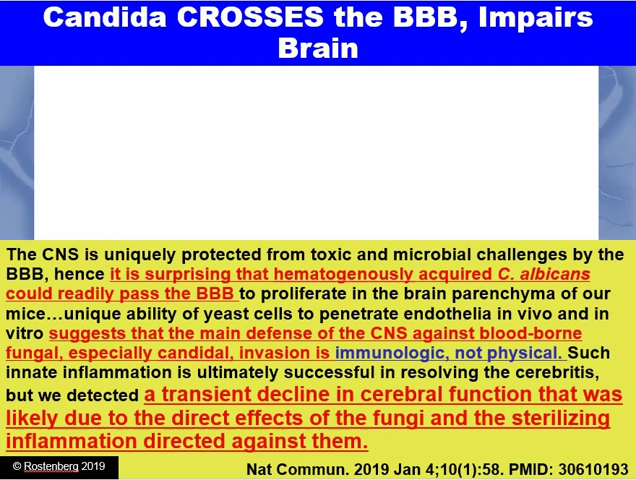 Candida CROSSES the BBB, Impairs
Brain
The CNS is uniquely protected from toxic and microbial challenges by the
BBB, hence it is surprising that hematogenously acquired C. albicans
could readily pass the BBB to proliferate in the brain parenchyma of our
mice…unique ability of yeast cells to penetrate endothelia in vivo and in
vitro suggests that the main defense of the CNS against blood-borne
fungal, especially candidal, invasion is immunologic, not physical. Such
innate inflammation is ultimately successful in resolving the cerebritis,
but we detected a transient decline in cerebral function that was
likely due to the direct effects of the fungi and the sterilizing
inflammation directed against them.
© Rostenberg 2019
Nat Commun. 2019 Jan 4;10(1):58. PMID: 30610193